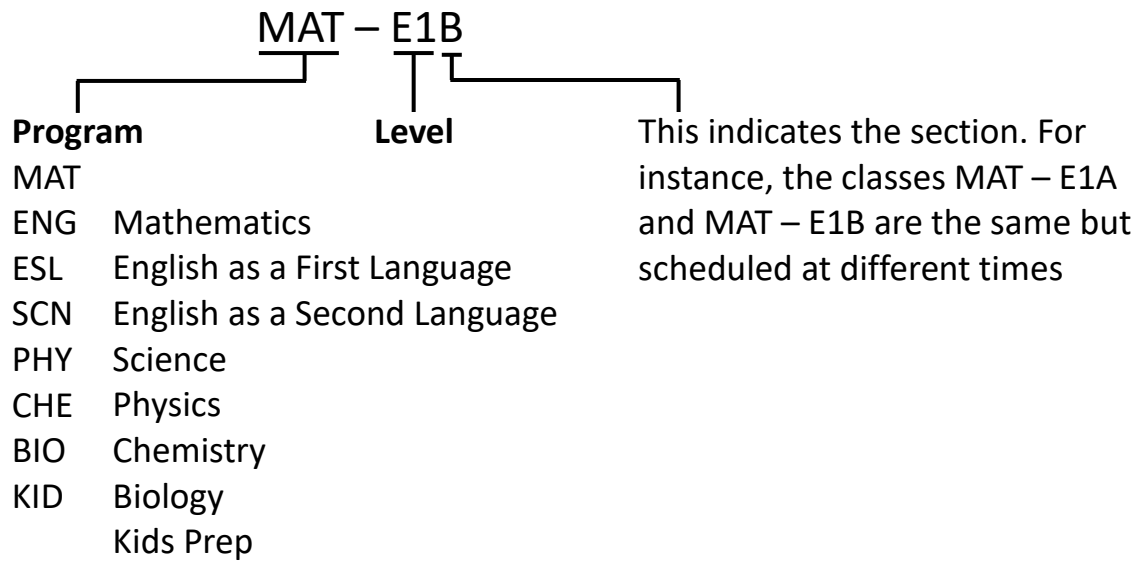 MAT – E1B
Program
Level
MAT
ENG Mathematics
ESL English as a First Language
SCN English as a Second Language
PHY Science
CHE Physics
BIO Chemistry
KID Biology
Kids Prep
This indicates the section. For
instance, the classes MAT – E1A
and MAT – E1B are the same but
scheduled at different times